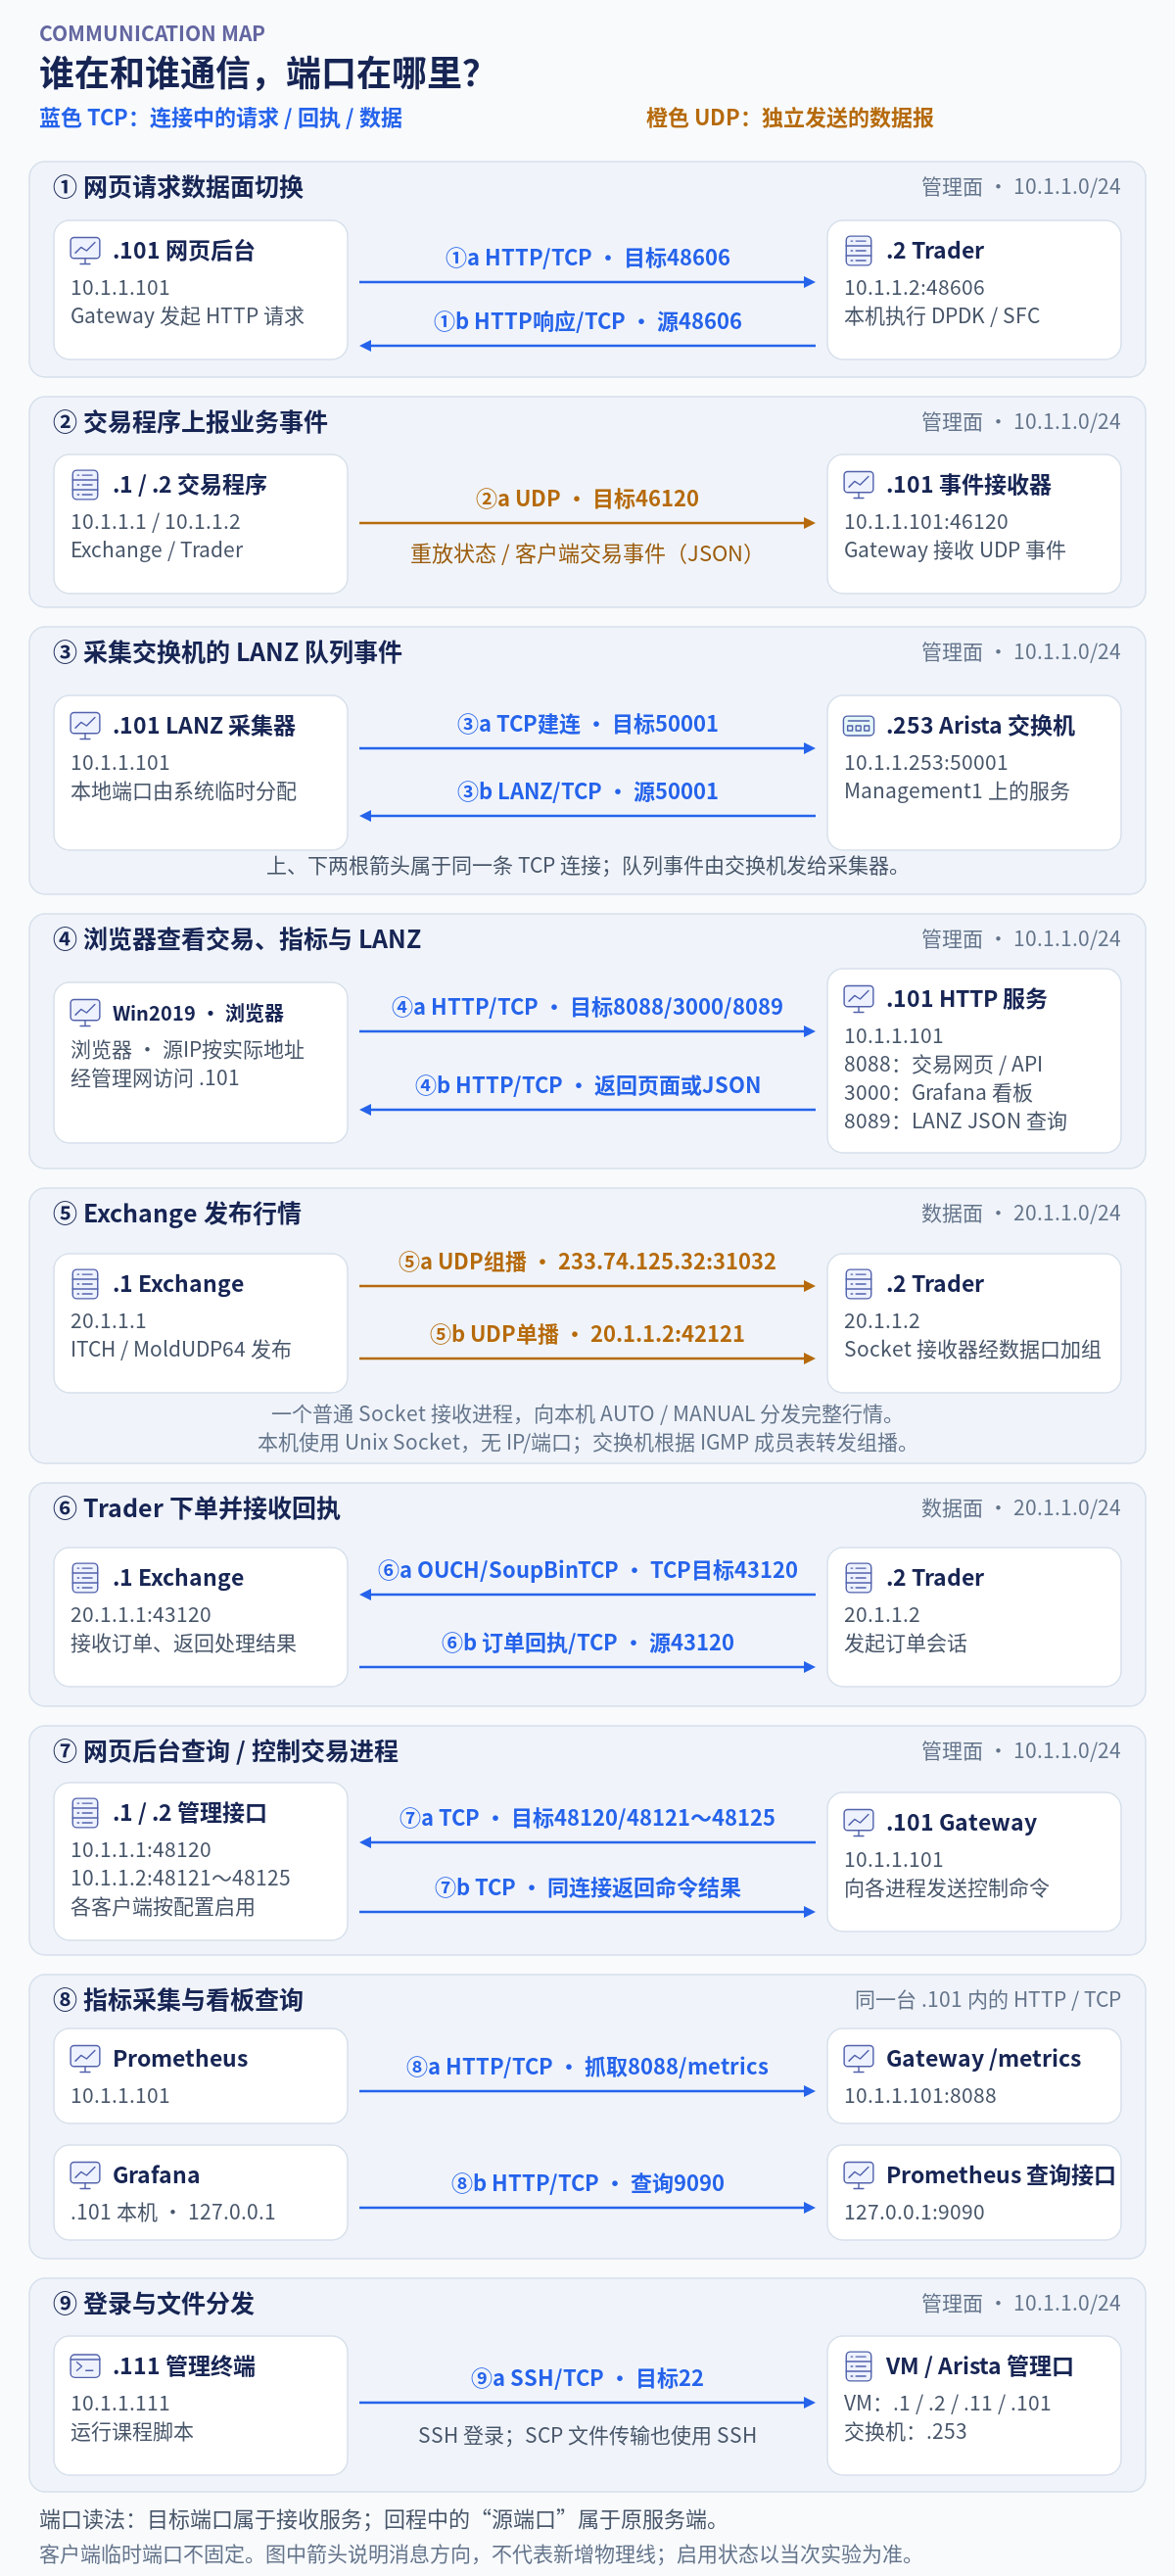 COMMUNICATION MAP
谁在和谁通信，端口在哪里？
蓝色 TCP：连接中的请求 / 回执 / 数据
橙色 UDP：独立发送的数据报
① 网页请求数据面切换
管理面 · 10.1.1.0/24
.101 网页后台
10.1.1.101
Gateway 发起 HTTP 请求
①a HTTP/TCP · 目标48606
①b HTTP响应/TCP · 源48606
.2 Trader
10.1.1.2:48606
本机执行 DPDK / SFC
② 交易程序上报业务事件
管理面 · 10.1.1.0/24
.1 / .2 交易程序
10.1.1.1 / 10.1.1.2
Exchange / Trader
②a UDP · 目标46120
重放状态 / 客户端交易事件（JSON）
.101 事件接收器
10.1.1.101:46120
Gateway 接收 UDP 事件
③ 采集交换机的 LANZ 队列事件
管理面 · 10.1.1.0/24
.101 LANZ 采集器
10.1.1.101
本地端口由系统临时分配
③a TCP建连 · 目标50001
③b LANZ/TCP · 源50001
.253 Arista 交换机
10.1.1.253:50001
Management1 上的服务
上、下两根箭头属于同一条 TCP 连接；队列事件由交换机发给采集器。
④ 浏览器查看交易、指标与 LANZ
管理面 · 10.1.1.0/24
Win2019 · 浏览器
浏览器 · 源IP按实际地址
经管理网访问 .101
④a HTTP/TCP · 目标8088/3000/8089
④b HTTP/TCP · 返回页面或JSON
.101 HTTP 服务
10.1.1.101
8088：交易网页 / API
3000：Grafana 看板
8089：LANZ JSON 查询
⑤ Exchange 发布行情
数据面 · 20.1.1.0/24
.1 Exchange
20.1.1.1
ITCH / MoldUDP64 发布
⑤a UDP组播 · 233.74.125.32:31032
⑤b UDP单播 · 20.1.1.2:42121
.2 Trader
20.1.1.2
Socket 接收器经数据口加组
一个普通 Socket 接收进程，向本机 AUTO / MANUAL 分发完整行情。
本机使用 Unix Socket，无 IP/端口；交换机根据 IGMP 成员表转发组播。
⑥ Trader 下单并接收回执
数据面 · 20.1.1.0/24
.1 Exchange
20.1.1.1:43120
接收订单、返回处理结果
⑥a OUCH/SoupBinTCP · TCP目标43120
⑥b 订单回执/TCP · 源43120
.2 Trader
20.1.1.2
发起订单会话
⑦ 网页后台查询 / 控制交易进程
管理面 · 10.1.1.0/24
.1 / .2 管理接口
10.1.1.1:48120
10.1.1.2:48121～48125
各客户端按配置启用
⑦a TCP · 目标48120/48121～48125
⑦b TCP · 同连接返回命令结果
.101 Gateway
10.1.1.101
向各进程发送控制命令
⑧ 指标采集与看板查询
同一台 .101 内的 HTTP / TCP
Prometheus
10.1.1.101
⑧a HTTP/TCP · 抓取8088/metrics
Gateway /metrics
10.1.1.101:8088
Grafana
.101 本机 · 127.0.0.1
⑧b HTTP/TCP · 查询9090
Prometheus 查询接口
127.0.0.1:9090
⑨ 登录与文件分发
管理面 · 10.1.1.0/24
.111 管理终端
10.1.1.111
运行课程脚本
⑨a SSH/TCP · 目标22
SSH 登录；SCP 文件传输也使用 SSH
VM / Arista 管理口
VM：.1 / .2 / .11 / .101
交换机：.253
端口读法：目标端口属于接收服务；回程中的“源端口”属于原服务端。
客户端临时端口不固定。图中箭头说明消息方向，不代表新增物理线；启用状态以当次实验为准。